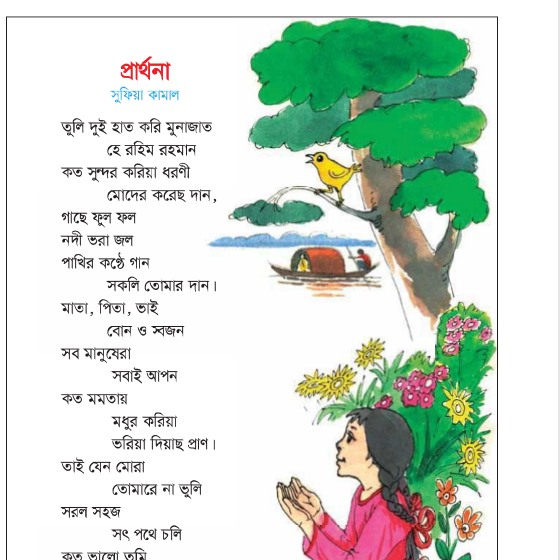 প্রার্থনা
সুফিয়া কামাল
তুলি দুই হাত করি মুনাজাত
হে রহিম রহমান
কত সুন্দর করিয়া ধরণী
মোদের করেছ দান,
গাছে ফুল ফল
নদী ভরা জল
পাখির কণ্ঠে গান
সকলি তোমার দান।
মাতা, পিতা, ভাই
বোন ও স্বজন
সব মানুষেরা
সবাই আপন
কত মমতায়
মধুর করিয়া
ভরিয়া দিয়াছ প্রাণ।
তাই যেন মোরা
তোমারে না ভুলি
সরল সহজ
সৎ পথে চলি
কত ভালো তুমি